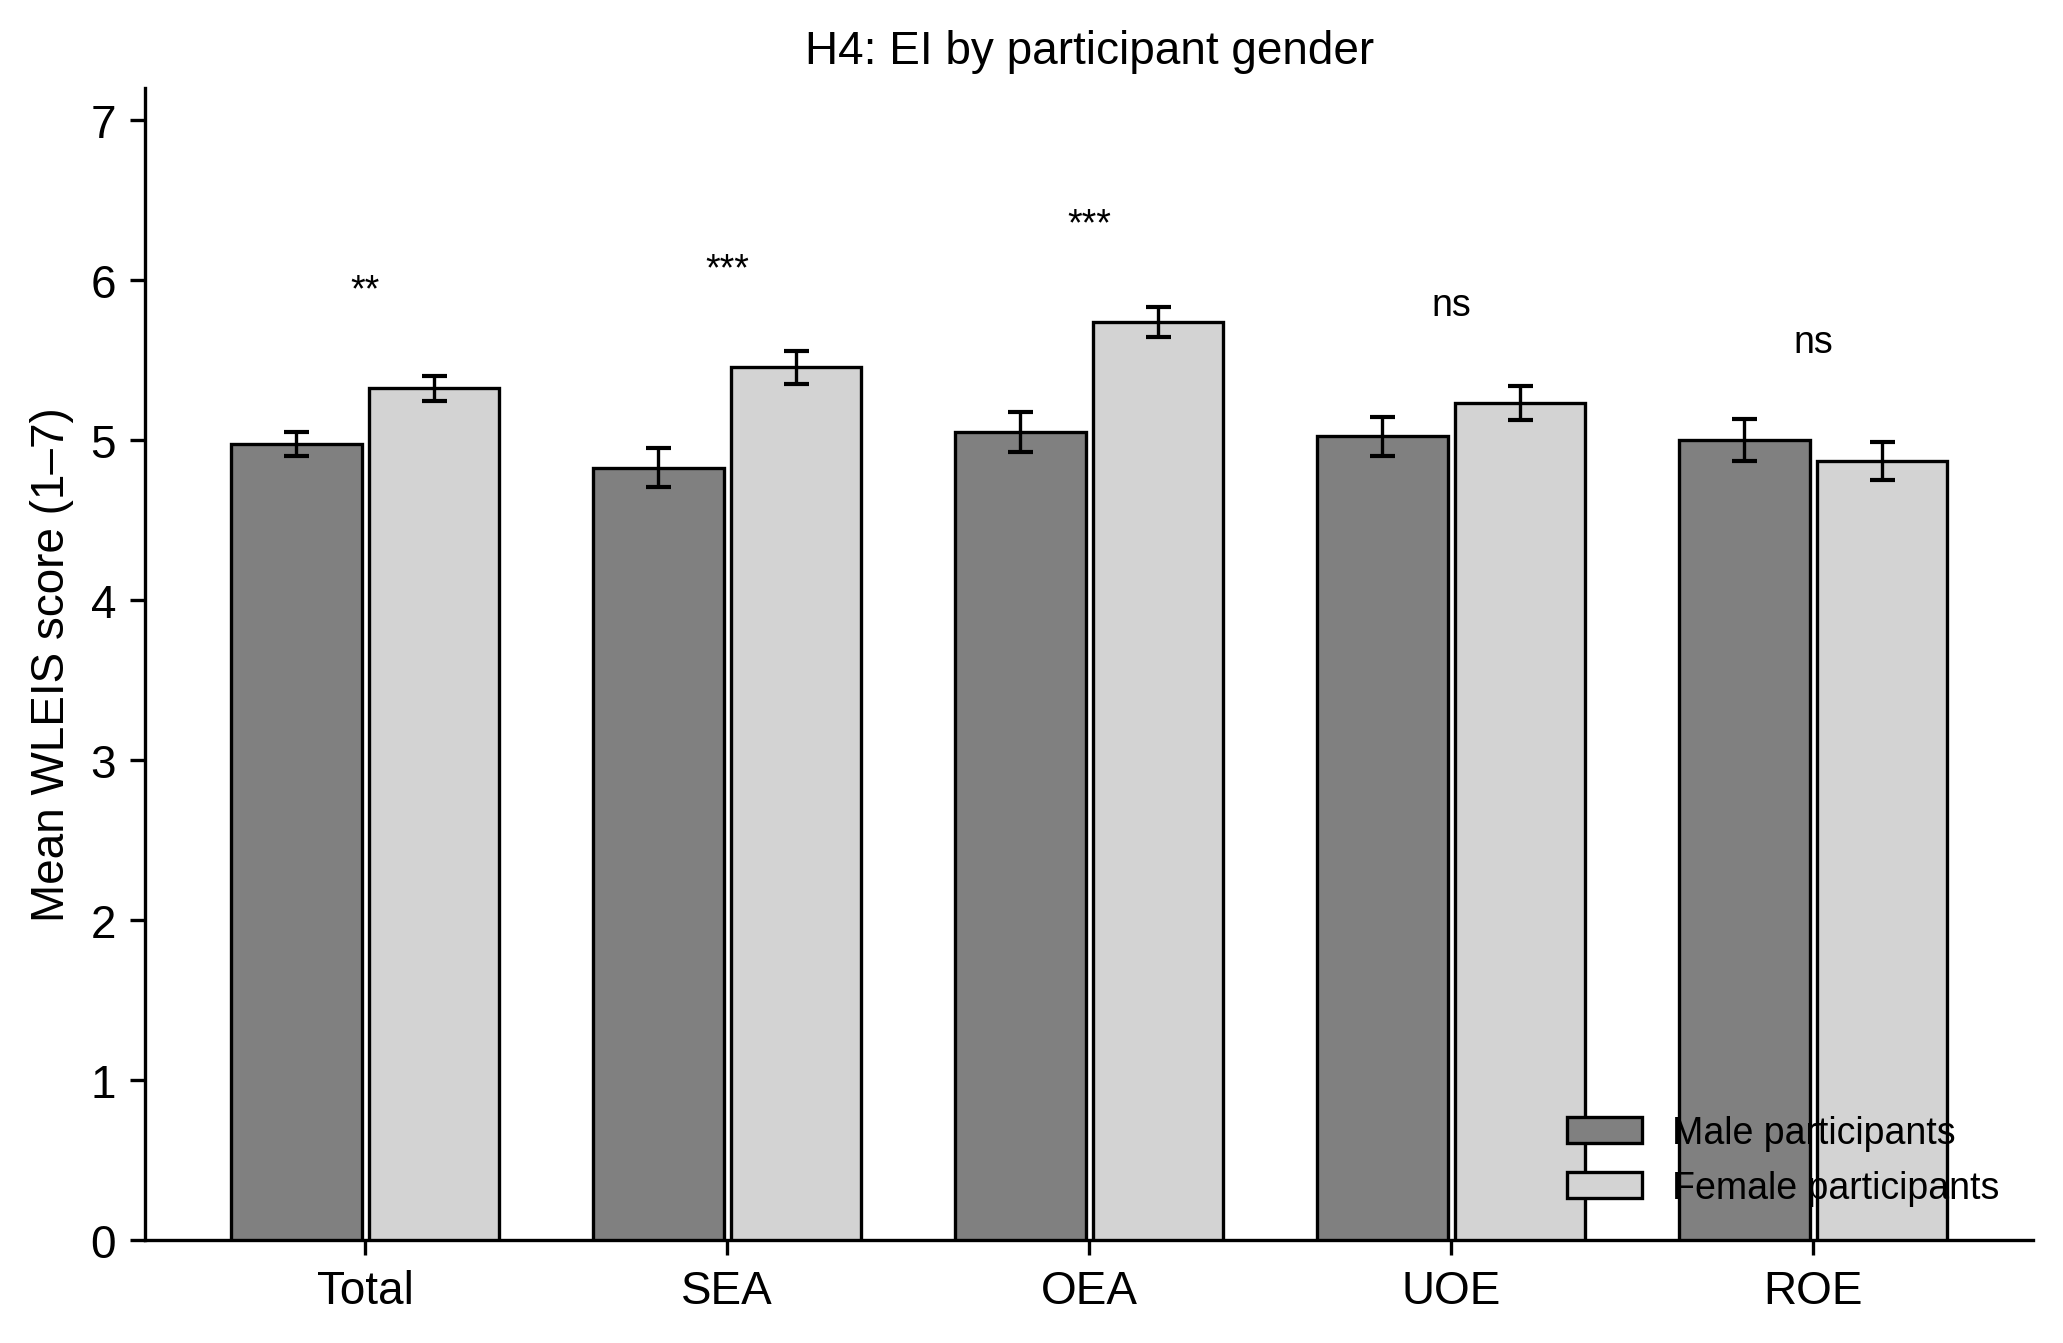 H4: EI by participant gender
Mean WLEIS score (1–7)
7
6
5
4
3
2
1
0
**
***
***
ns
ns
Male participants
Female participants
Total
SEA
OEA
UOE
ROE